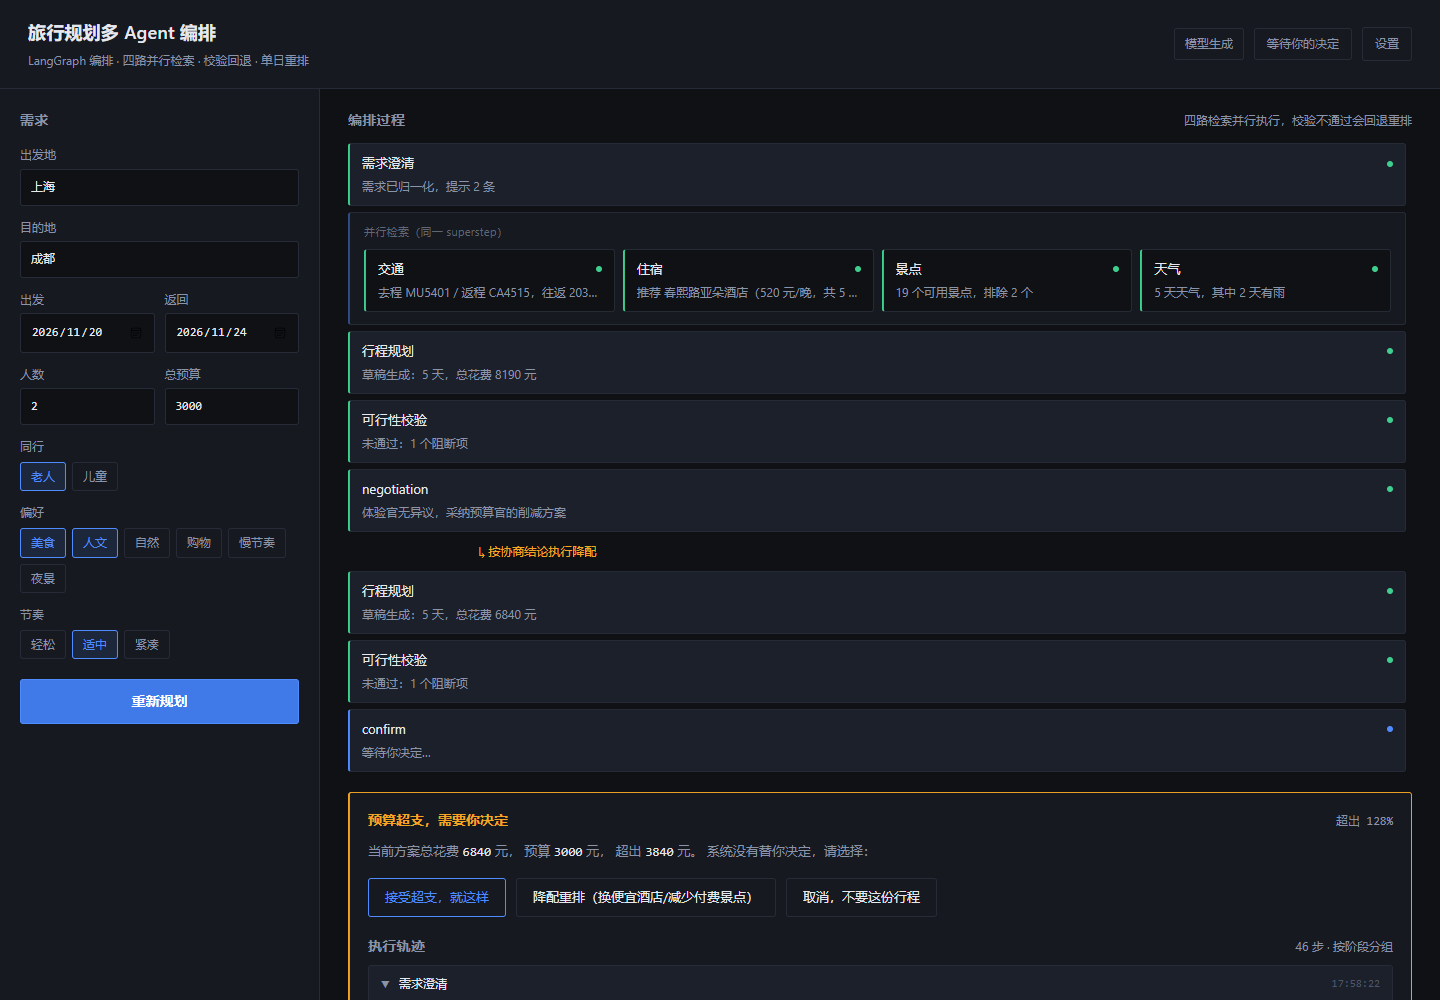 旅行规划多 Agent 编排
LangGraph 编排 · 四路并行检索 · 校验回退 · 单日重排
模型生成
等待你的决定
设置
需求
出发地
上海
目的地
成都
出发
返回
2026/11/20
2026/11/24
人数
总预算
2
3000
同行
老人
儿童
偏好
美食
人文
自然
购物
慢节奏
夜景
节奏
轻松
适中
紧凑
重新规划
编排过程
四路检索并行执行，校验不通过会回退重排
需求澄清
需求已归一化，提示 2 条
并行检索（同一 superstep）
交通
去程 MU5401 / 返程 CA4515，往返 203...
住宿
推荐 春熙路亚朵酒店（520 元/晚，共 5 ...
景点
19 个可用景点，排除 2 个
天气
5 天天气，其中 2 天有雨
行程规划
草稿生成：5 天，总花费 8190 元
可行性校验
未通过：1 个阻断项
negotiation
体验官无异议，采纳预算官的削减方案
↳ 按协商结论执行降配
行程规划
草稿生成：5 天，总花费 6840 元
可行性校验
未通过：1 个阻断项
confirm
等待你决定...
预算超支，需要你决定
超出 128%
当前方案总花费 6840 元， 预算 3000 元， 超出 3840 元。 系统没有替你决定，请选择：
接受超支，就这样
降配重排（换便宜酒店/减少付费景点）
取消，不要这份行程
执行轨迹
46 步 · 按阶段分组
▼ 需求澄清
17:58:22